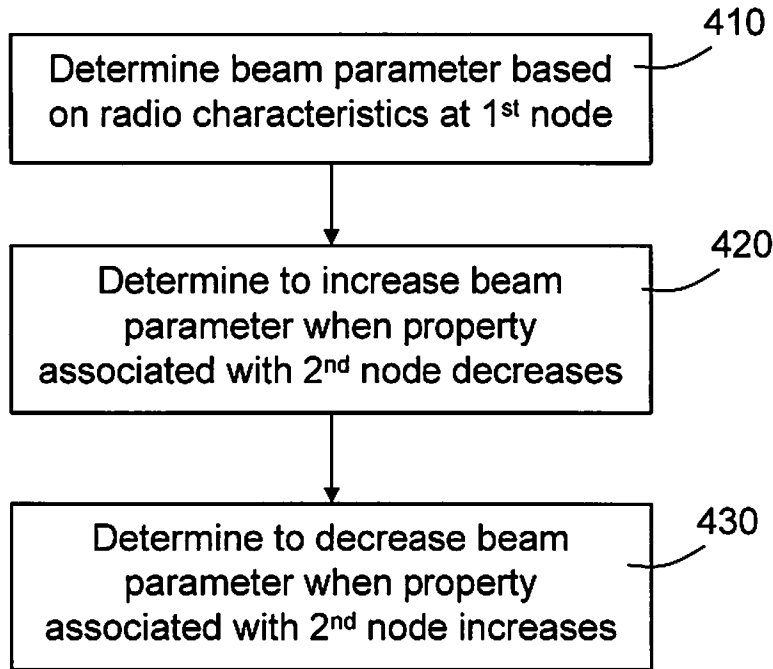 410
Determine beam parameter based
on radio characteristics at 1st node
420
Determine to increase beam
parameter when property
associated with 2nd node decreases
430
Determine to decrease beam
parameter when property
associated with 2nd node increases